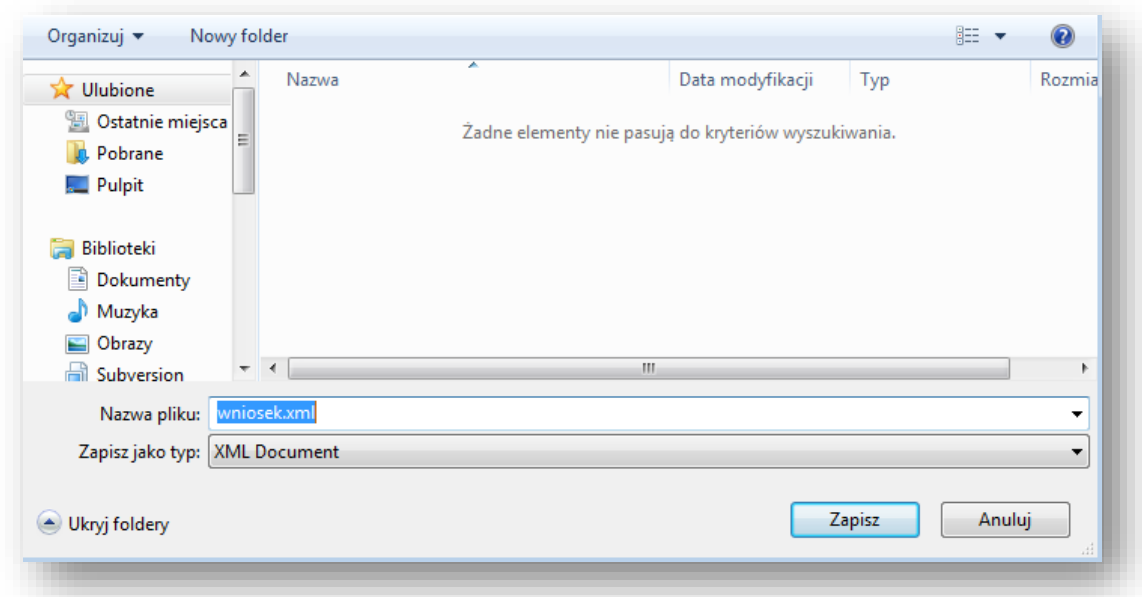 Organizuj Nowy folder
Ulubione
Ostatnie miejsca
Pobrane
Pulpit
Biblioteki
Dokumenty
Muzyka
Obrazy
Subversion
Nazwa Data modyfikacji Typ Rozmia
Żadne elementy nie pasują do kryteriów wyszukiwania.
Nazwa pliku: wniosek.xml
Zapisz jako typ: XML Document
Ukryj foldery Zapisz Anuluj